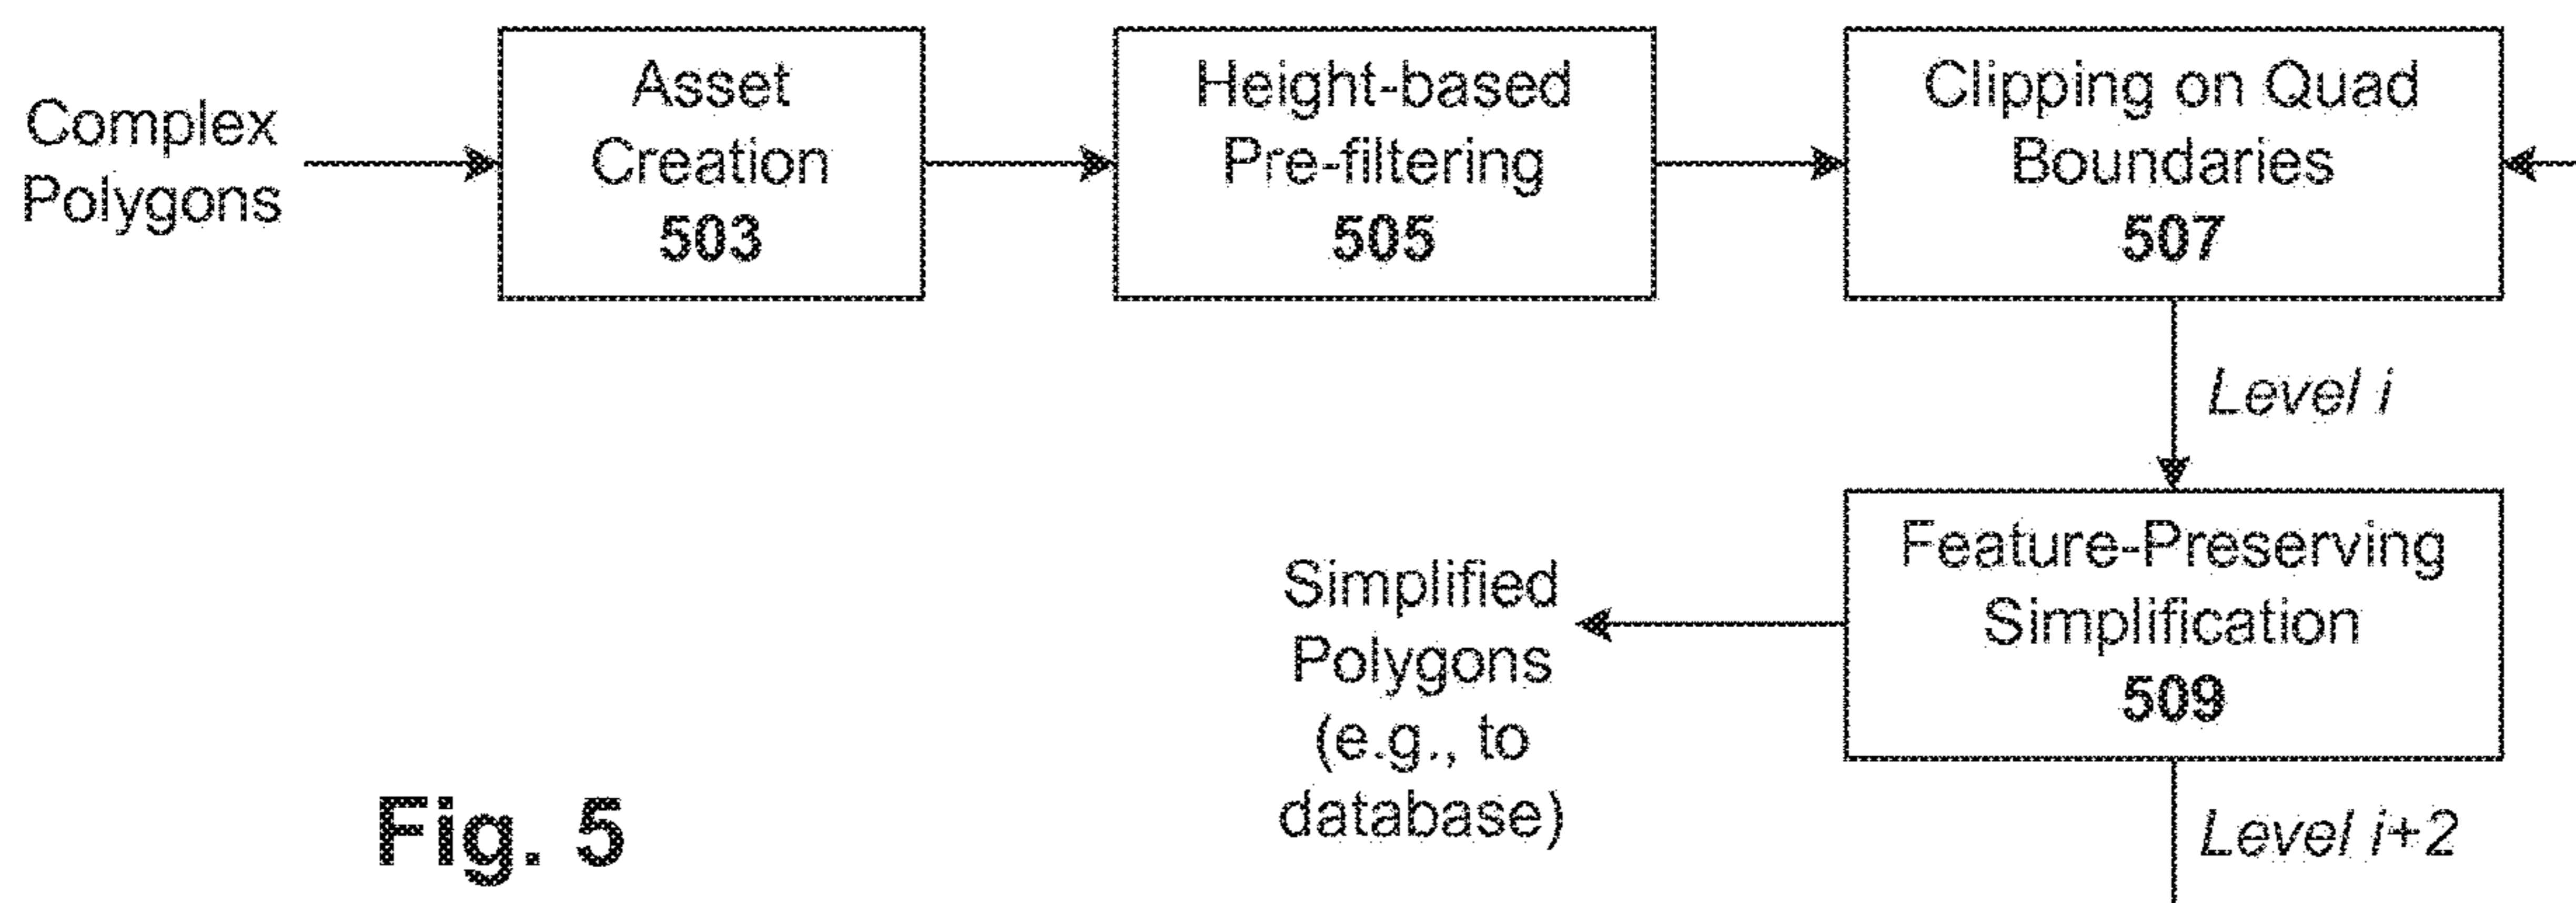 Complex
Polygons
Asset
Creation
503
Height-based
Pre-filtering
505
Clipping on Quad
Boundaries
507
Level i
Feature-Preserving
Simplification
509
Simplified
Polygons
(e.g., to
database)
Level i+2
Fig. 5